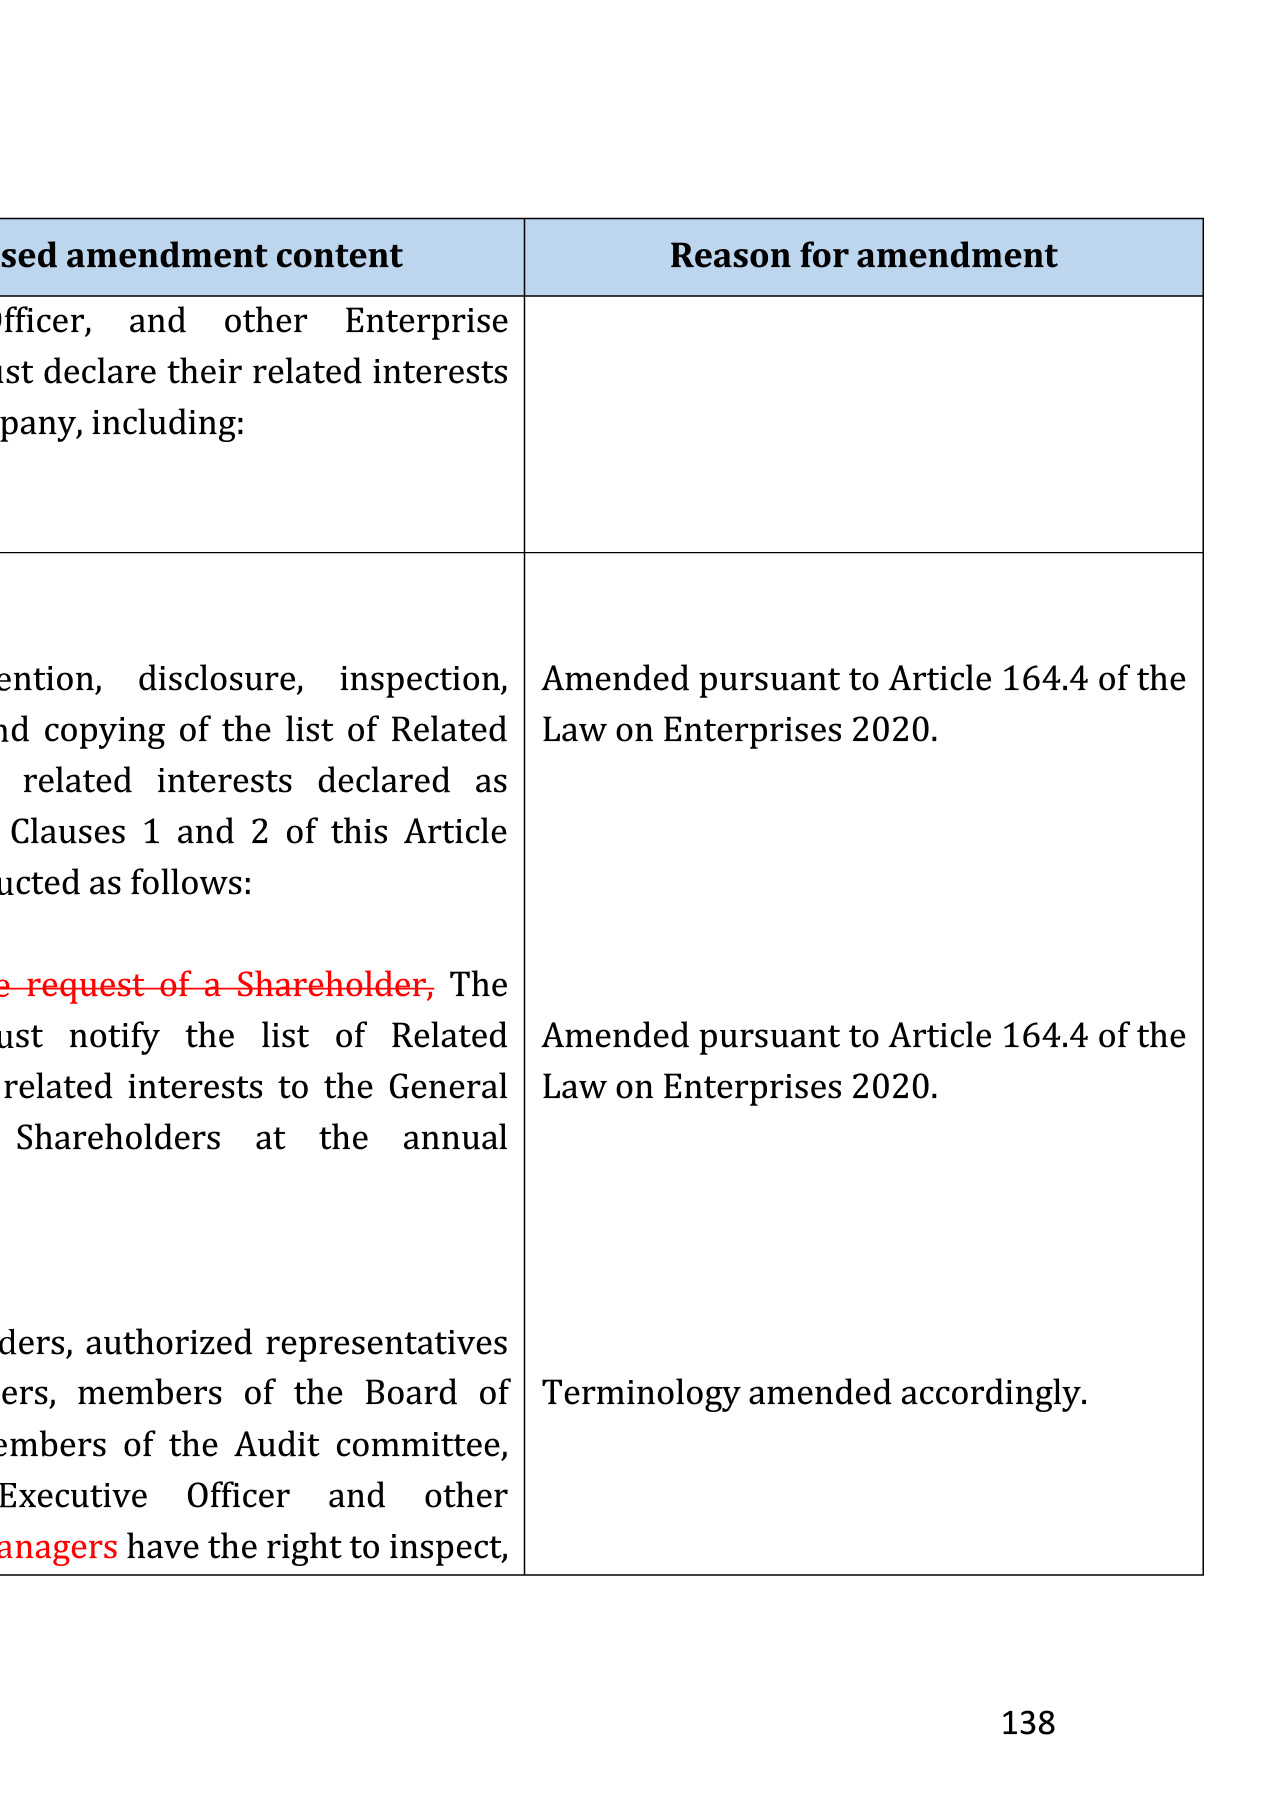 sed amendment content
Reason for amendment
fficer, and other Enterprise
ust declare their related interests
pany, including:
ention, disclosure, inspection,
nd copying of the list of Related
related interests declared as
Clauses 1 and 2 of this Article
ucted as follows:
e request of a Shareholder, The
ust notify the list of Related
related interests to the General
Shareholders at the annual
ders, authorized representatives
ers, members of the Board of
embers of the Audit committee,
Executive Officer and other
anagers have the right to inspect,
Amended pursuant to Article 164.4 of the
Law on Enterprises 2020.
Amended pursuant to Article 164.4 of the
Law on Enterprises 2020.
Terminology amended accordingly.
138